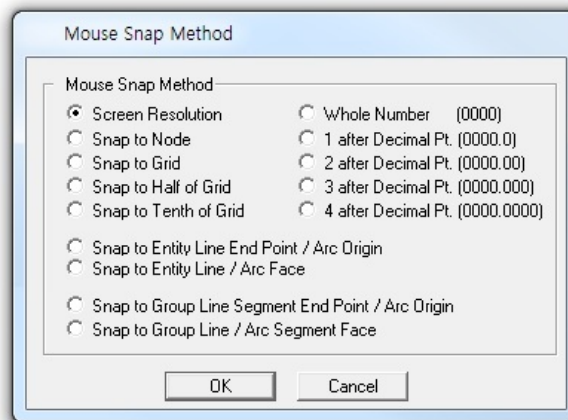 Mouse Snap Method
Mouse Snap Method
Screen Resolution
Snap to Node
Snap to Grid
Snap to Half of Grid
Snap to Tenth of Grid
Whole Number (0000)
1 after Decimal Pt. (0000.0)
2 after Decimal Pt. (0000.00)
3 after Decimal Pt. (0000.000)
4 after Decimal Pt. (0000.0000)
Snap to Entity Line End Point / Arc Origin
Snap to Entity Line / Arc Face
Snap to Group Line Segment End Point / Arc Origin
Snap to Group Line / Arc Segment Face
OK
Cancel